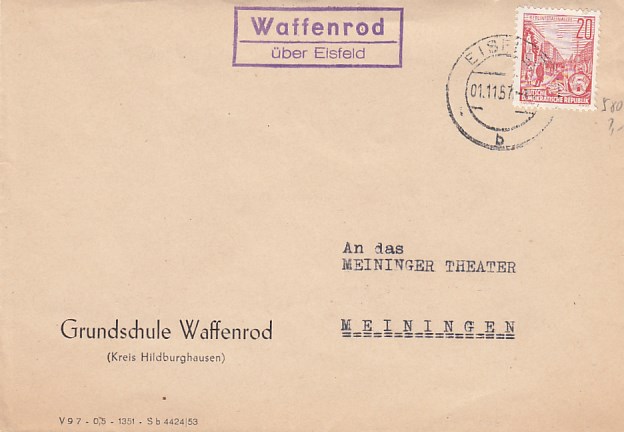 Waffenrod
über Eisfeld
20
DEUTSCHE
DEMOKRATISCHE REPUBLIK
01.11.57
b
An das
MEININGER THEATER
MEININGEN
Grundschule Waffenrod
(Kreis Hildburghausen)
V 9 7 - 0,5 - 1351 - S b 4424|53